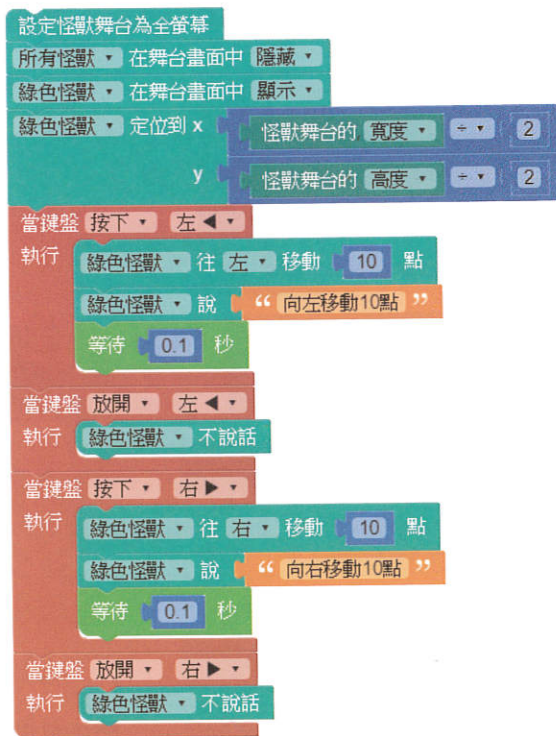 設定怪獸舞台為全螢幕
所有怪獸 ▾ 在舞台畫面中 隱藏 ▾
綠色怪獸 ▾ 在舞台畫面中 顯示 ▾
綠色怪獸 ▾ 定位到 x 怪獸舞台的 寬度 ▾ ÷ ▾ 2
y 怪獸舞台的 高度 ▾ ÷ ▾ 2
當鍵盤 按下 ▾ 左 ◀ ▾
執行 綠色怪獸 ▾ 往 左 ▾ 移動 10 點
綠色怪獸 ▾ 說 “ 向左移動10點 ”
等待 0.1 秒
當鍵盤 放開 ▾ 左 ◀ ▾
執行 綠色怪獸 ▾ 不說話
當鍵盤 按下 ▾ 右 ▶ ▾
執行 綠色怪獸 ▾ 往 右 ▾ 移動 10 點
綠色怪獸 ▾ 說 “ 向右移動10點 ”
等待 0.1 秒
當鍵盤 放開 ▾ 右 ▶ ▾
執行 綠色怪獸 ▾ 不說話